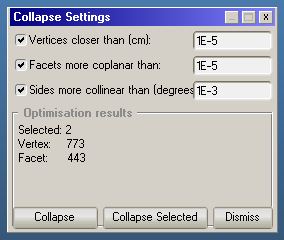 Collapse Settings
Vertices closer than (cm): 1E-5
Facets more coplanar than: 1E-5
Sides more collinear than (degrees 1E-3
Optimisation results
Selected: 2
Vertex: 773
Facet: 443
Collapse Collapse Selected Dismiss